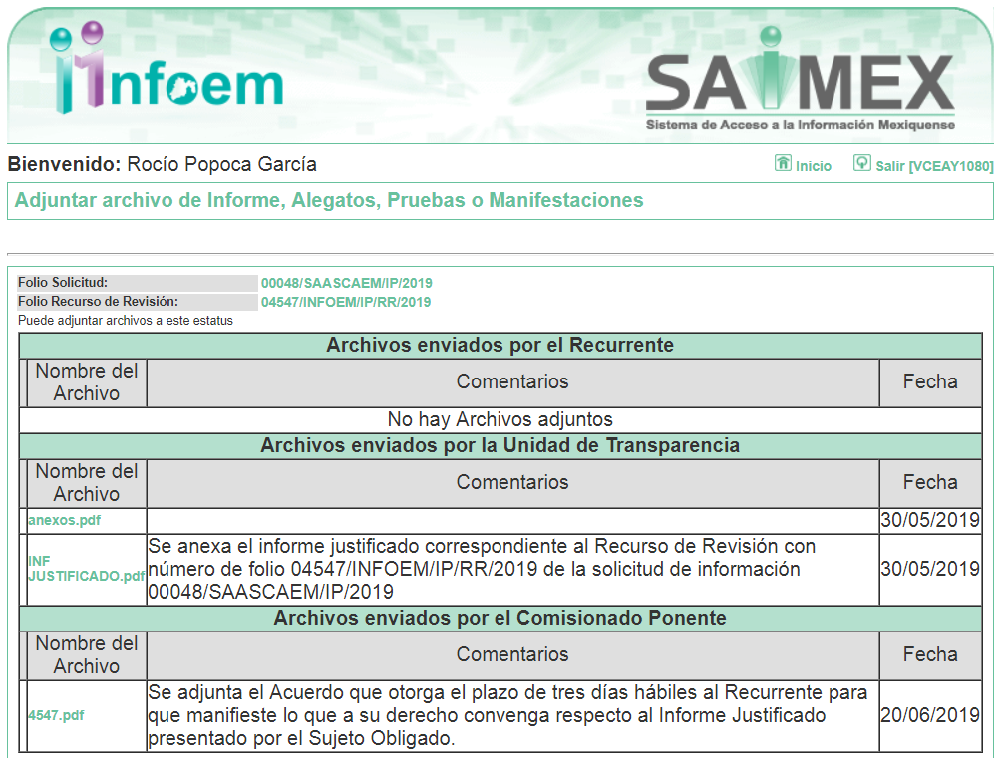 infoem
SAIMEX
Sistema de Acceso a la Información Mexiquense
Bienvenido: Rocío Popoca García
Inicio
Salir [VCEAY1080]
Adjuntar archivo de Informe, Alegatos, Pruebas o Manifestaciones
Folio Solicitud: 00048/SAASCAEM/IP/2019
Folio Recurso de Revisión: 04547/INFOEM/IP/RR/2019
Puede adjuntar archivos a este estatus
Archivos enviados por el Recurrente
Nombre del
Archivo
Comentarios
Fecha
No hay Archivos adjuntos
Archivos enviados por la Unidad de Transparencia
Nombre del
Archivo
Comentarios
Fecha
anexos.pdf
30/05/2019
INF
JUSTIFICADO.pdf
Se anexa el informe justificado correspondiente al Recurso de Revisión con
número de folio 04547/INFOEM/IP/RR/2019 de la solicitud de información
00048/SAASCAEM/IP/2019
30/05/2019
Archivos enviados por el Comisionado Ponente
Nombre del
Archivo
Comentarios
Fecha
4547.pdf
Se adjunta el Acuerdo que otorga el plazo de tres días hábiles al Recurrente para
que manifieste lo que a su derecho convenga respecto al Informe Justificado
presentado por el Sujeto Obligado.
20/06/2019